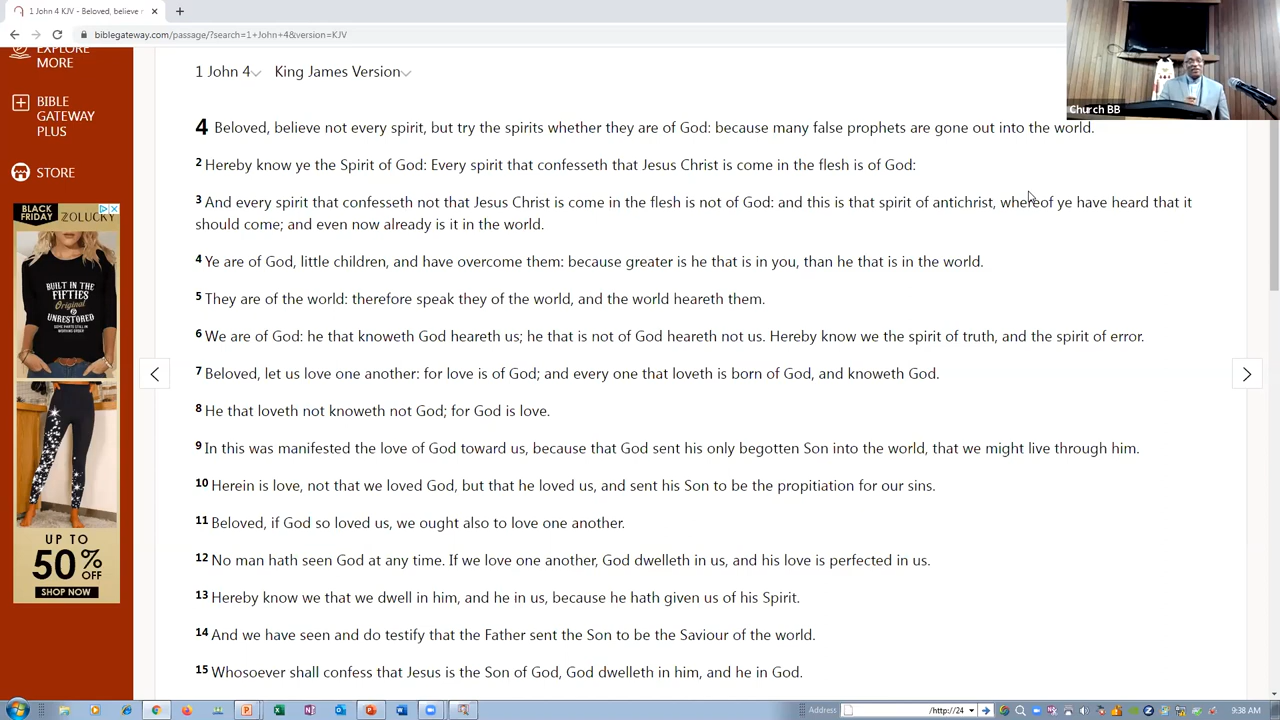 1 John 4 KJV - Beloved, believe n
biblegateway.com/passage/?search=1+John+4&version=KJV
EXPLORE
MORE
BIBLE
GATEWAY
PLUS
STORE
BLACK
FRIDAY
ZOLUCKY
BUILT IN THE
FIFTIES
Original
UNRESTORED
UP TO
50% OFF
SHOP NOW
1 John 4
King James Version
4 Beloved, believe not every spirit, but try the spirits whether they are of God: because many false prophets are gone out into the world.
2 Hereby know ye the Spirit of God: Every spirit that confesseth that Jesus Christ is come in the flesh is of God:
3 And every spirit that confesseth not that Jesus Christ is come in the flesh is not of God: and this is that spirit of antichrist, whereof ye have heard that it
should come; and even now already is it in the world.
4 Ye are of God, little children, and have overcome them: because greater is he that is in you, than he that is in the world.
5 They are of the world: therefore speak they of the world, and the world heareth them.
6 We are of God: he that knoweth God heareth us; he that is not of God heareth not us. Hereby know we the spirit of truth, and the spirit of error.
7 Beloved, let us love one another: for love is of God; and every one that loveth is born of God, and knoweth God.
8 He that loveth not knoweth not God; for God is love.
9 In this was manifested the love of God toward us, because that God sent his only begotten Son into the world, that we might live through him.
10 Herein is love, not that we loved God, but that he loved us, and sent his Son to be the propitiation for our sins.
11 Beloved, if God so loved us, we ought also to love one another.
12 No man hath seen God at any time. If we love one another, God dwelleth in us, and his love is perfected in us.
13 Hereby know we that we dwell in him, and he in us, because he hath given us of his Spirit.
14 And we have seen and do testify that the Father sent the Son to be the Saviour of the world.
15 Whosoever shall confess that Jesus is the Son of God, God dwelleth in him, and he in God.
Church BB
Address
/http://24
9:38 AM